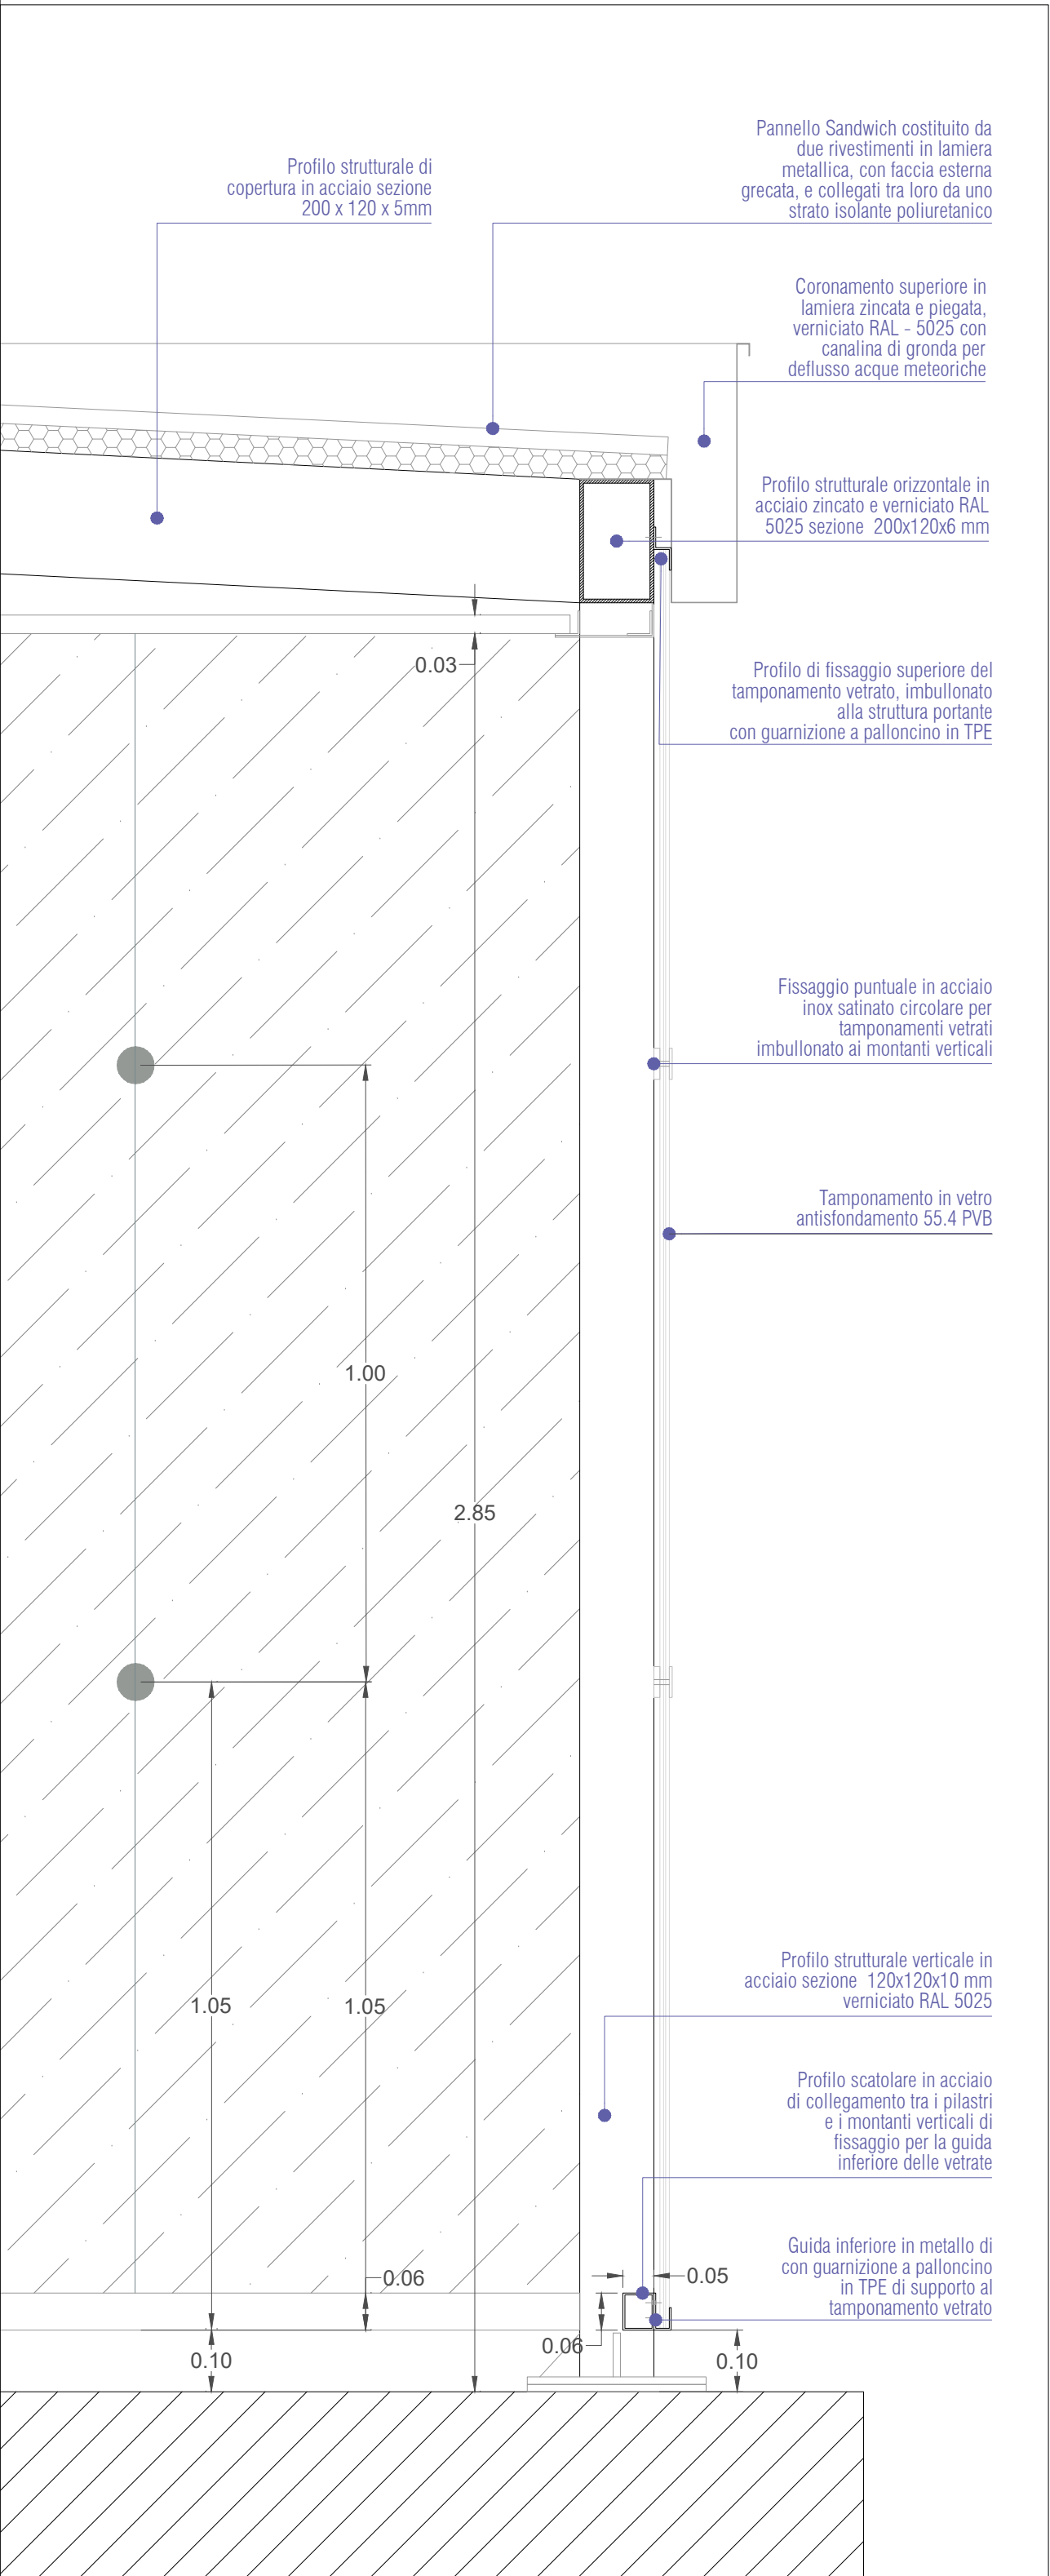 Pannello Sandwich costituito da
due rivestimenti in lamiera
metallica, con faccia esterna
grecata, e collegati tra loro da uno
strato isolante poliuretanico
Profilo strutturale di
copertura in acciaio sezione
200 x 120 x 5mm
Coronamento superiore in
lamiera zincata e piegata,
verniciato RAL - 5025 con
canalina di gronda per
deflusso acque meteoriche
Profilo strutturale orizzontale in
acciaio zincato e verniciato RAL
5025 sezione 200x120x6 mm
0.03
Profilo di fissaggio superiore del
tamponamento vetrato, imbullonato
alla struttura portante
con guarnizione a palloncino in TPE
Fissaggio puntuale in acciaio
inox satinato circolare per
tamponamenti vetrati
imbullonato ai montanti verticali
Tamponamento in vetro
antisfondamento 55.4 PVB
1.00
2.85
Profilo strutturale verticale in
acciaio sezione 120x120x10 mm
verniciato RAL 5025
1.05
1.05
Profilo scatolare in acciaio
di collegamento tra i pilastri
e i montanti verticali di
fissaggio per la guida
inferiore delle vetrate
Guida inferiore in metallo di
con guarnizione a palloncino
in TPE di supporto al
tamponamento vetrato
0.06
0.05
0.06
0.10
0.10